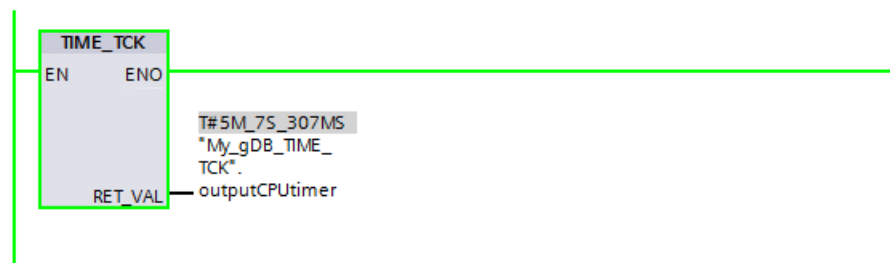 TIME_TCK
EN ENO
T#5M_7S_307MS
"My_gDB_TIME_
TCK".
RET_VAL outputCPUtimer